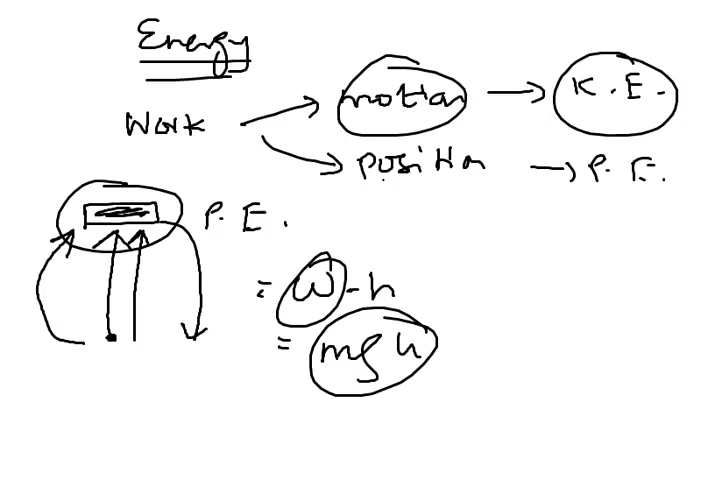 Energy
Work → motion → K.E.
→ position → P.E.
P.E.
= W-h
= mgh